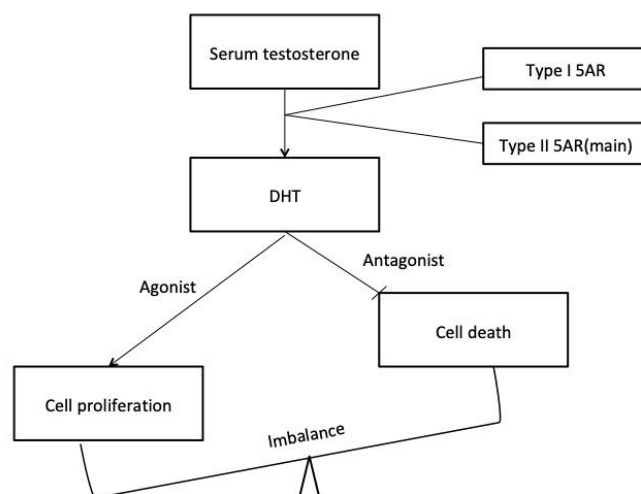 Serum testosterone
Type I 5AR
Type II 5AR(main)
DHT
Agonist
Antagonist
Cell death
Cell proliferation
Imbalance